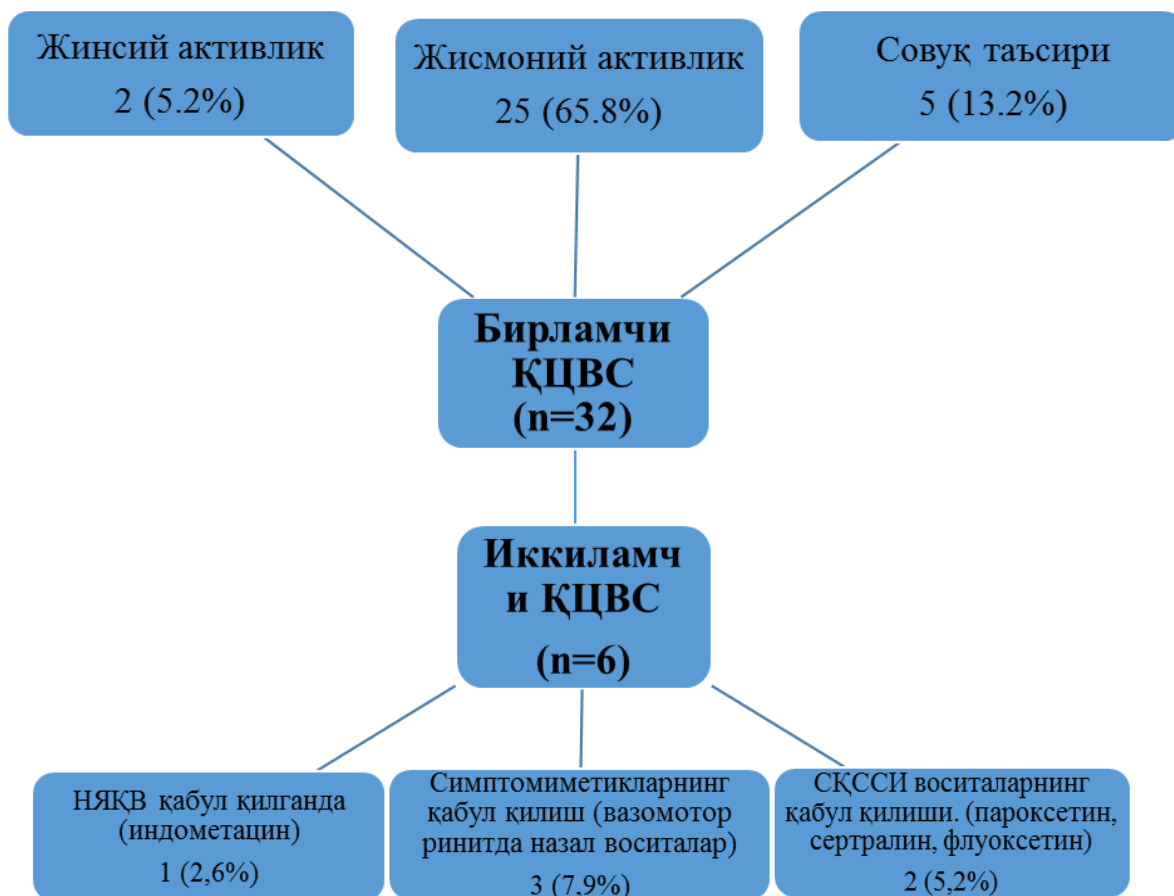 Жинсий активлик
2 (5.2%)
Жисмоний активлик
25 (65.8%)
Совуқ таъсири
5 (13.2%)
Бирламчи
ҚЦВС
(n=32)
Иккиламч
и ҚЦВС
(n=6)
НЯҚВ қабул қилганда
(индометацин)
1 (2,6%)
Симптомиметикларнинг
қабул қилиш (вазомотор
ринитда назал воситалар)
3 (7,9%)
СҚССИ воситаларнинг
қабул қилиши. (пароксетин,
сертралин, флуоксетин)
2 (5,2%)